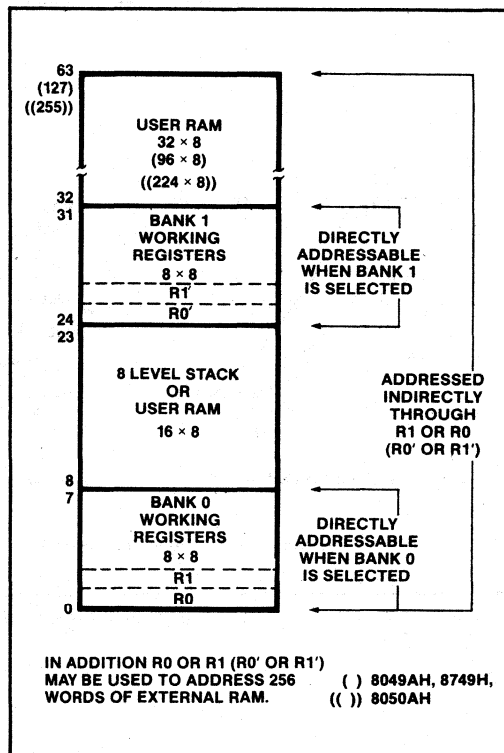 63
(127)
((255))
USER RAM
32 × 8
(96 × 8)
((224 × 8))
32
31
BANK 1
WORKING
REGISTERS
8 × 8
R1′
R0′
DIRECTLY
ADDRESSABLE
WHEN BANK 1
IS SELECTED
24
23
8 LEVEL STACK
OR
USER RAM
16 × 8
ADDRESSED
INDIRECTLY
THROUGH
R1 OR R0
(R0′ OR R1′)
8
7
BANK 0
WORKING
REGISTERS
8 × 8
R1
R0
DIRECTLY
ADDRESSABLE
WHEN BANK 0
IS SELECTED
0
IN ADDITION R0 OR R1 (R0′ OR R1′)
MAY BE USED TO ADDRESS 256
WORDS OF EXTERNAL RAM.
( ) 8049AH, 8749H,
(( )) 8050AH